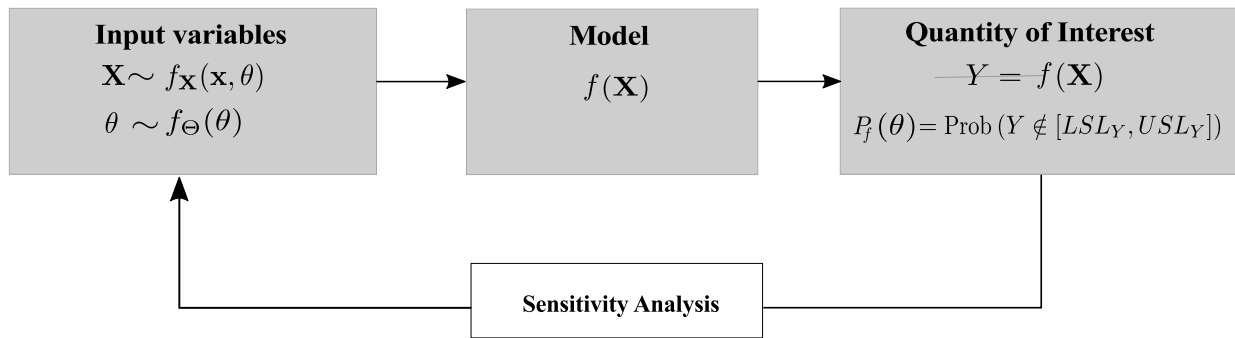 Input variables
X ∼ f_X(x, θ)
θ ∼ f_Θ(θ)
Model
f(X)
Quantity of Interest
Y = f(X)
P_f(θ) = Prob (Y ∉ [LSL_Y, USL_Y])
Sensitivity Analysis